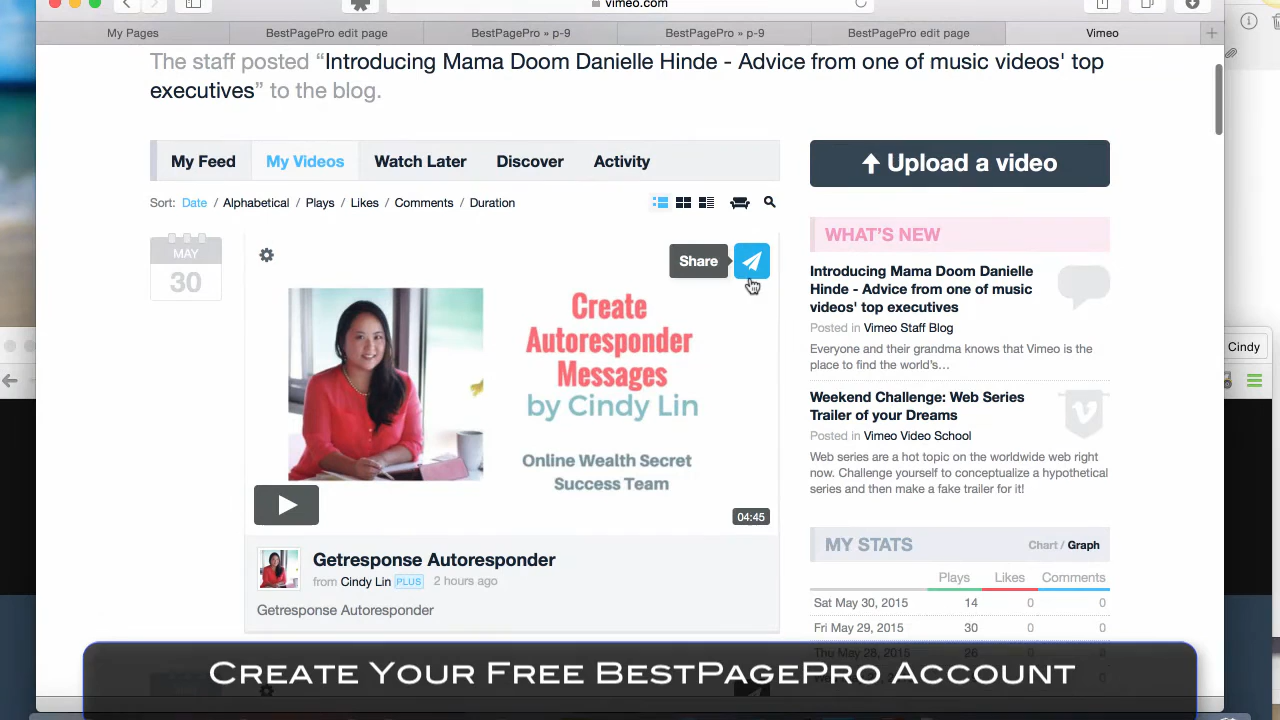 vimeo.com
My Pages
BestPagePro edit page
BestPagePro » p-9
BestPagePro » p-9
BestPagePro edit page
Vimeo
The staff posted “Introducing Mama Doom Danielle Hinde - Advice from one of music videos' top
executives” to the blog.
My Feed
My Videos
Watch Later
Discover
Activity
Upload a video
Sort: Date / Alphabetical / Plays / Likes / Comments / Duration
MAY
30
Share
Create
Autoresponder
Messages
by Cindy Lin
Online Wealth Secret
Success Team
04:45
Getresponse Autoresponder
from Cindy Lin PLUS 2 hours ago
Getresponse Autoresponder
WHAT'S NEW
Introducing Mama Doom Danielle
Hinde - Advice from one of music
videos' top executives
Posted in Vimeo Staff Blog
Everyone and their grandma knows that Vimeo is the
place to find the world's…
Weekend Challenge: Web Series
Trailer of your Dreams
Posted in Vimeo Video School
Web series are a hot topic on the worldwide web right
now. Challenge yourself to conceptualize a hypothetical
series and then make a fake trailer for it!
MY STATS
Chart / Graph
Plays Likes Comments
Sat May 30, 2015 14 0 0
Fri May 29, 2015 30 0 0
Thu May 28, 2015 26 0 0
Cindy
Create Your Free BestPagePro Account